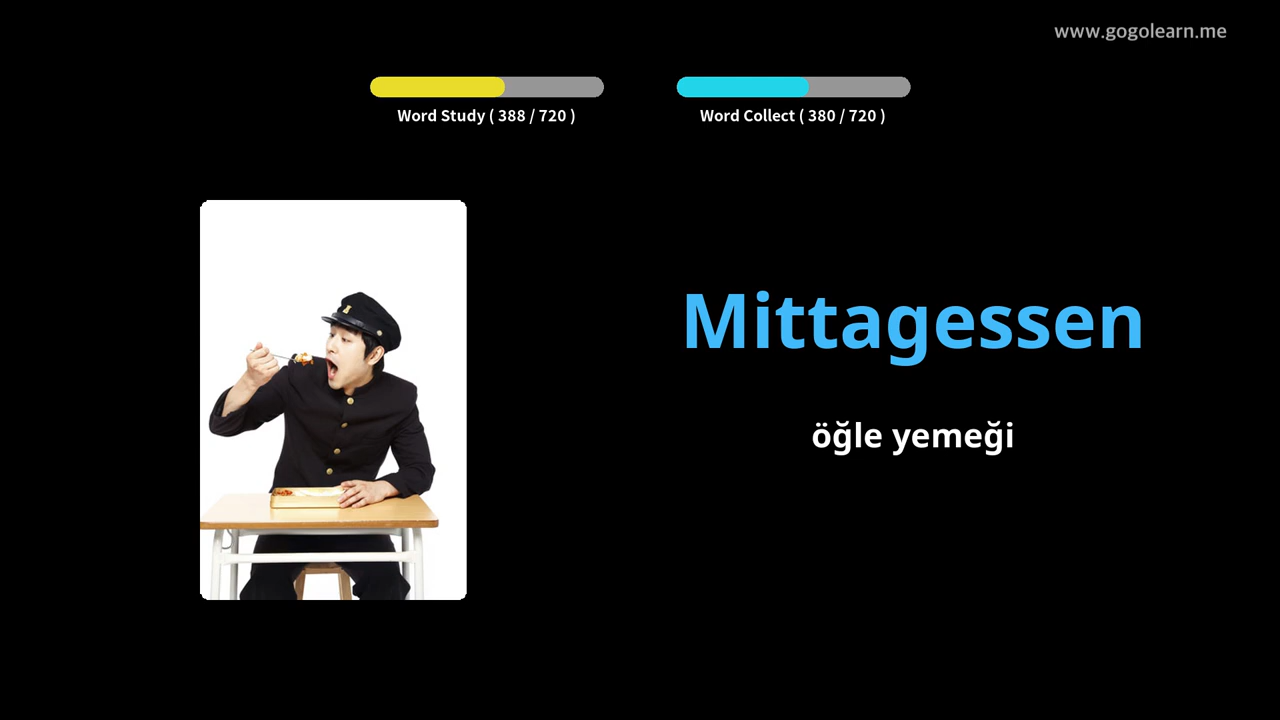 www.gogolearn.me
Word Study ( 388 / 720 )
Word Collect ( 380 / 720 )
Mittagessen
öğle yemeği